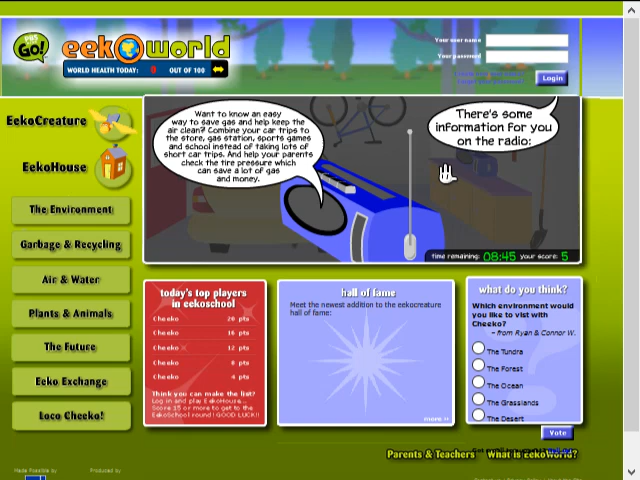 PBS KIDS GO!
eekoworld
WORLD HEALTH TODAY: 0 OUT OF 100
Your user name
Your password
Login
EekoCreature
EekoHouse
The Environment
Garbage & Recycling
Air & Water
Plants & Animals
The Future
Eeko Exchange
Loco Cheeko!
Want to know an easy
way to save gas and help keep the
air clean? Combine your car trips to
the store, gas station, sports games
and school instead of taking lots of
short car trips. And help your parents
check the tire pressure which
can save a lot of gas
and money.
There's some
information for you
on the radio:
time remaining: 08:45 your score: 5
today's top players
in eekoschool
Cheeko 20 pts
Cheeko 16 pts
Cheeko 12 pts
Cheeko 8 pts
Cheeko 4 pts
Think you can make the list?
Log in and play EekoHouse...
Score 15 or more to get to the
EekoSchool round! GOOD LUCK!!
hall of fame
Meet the newest addition to the eekocreature
hall of fame:
more >>
what do you think?
Which environment would
you like to vist with
Cheeko?
- from Ryan & Connor W.
The Tundra
The Forest
The Ocean
The Grasslands
The Desert
Vote
Parents & Teachers What is EekoWorld?
Made Possible by Produced by